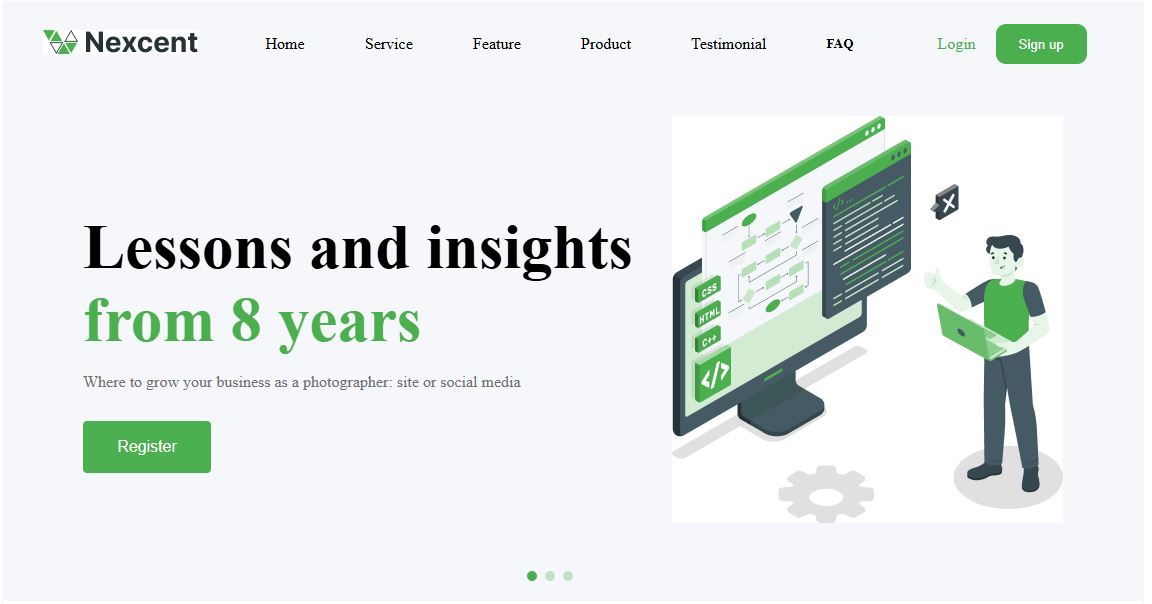 Nexcent Home Service Feature Product Testimonial FAQ Login Sign up
Lessons and insights
from 8 years
Where to grow your business as a photographer: site or social media
Register
CSS
HTML
C++
</>
</> ...
X